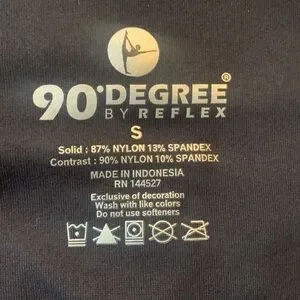 90°DEGREE®
BY REFLEX
S
Solid : 87% NYLON 13% SPANDEX
Contrast : 90% NYLON 10% SPANDEX
MADE IN INDONESIA
RN 144527
Exclusive of decoration
Wash with like colors
Do not use softeners